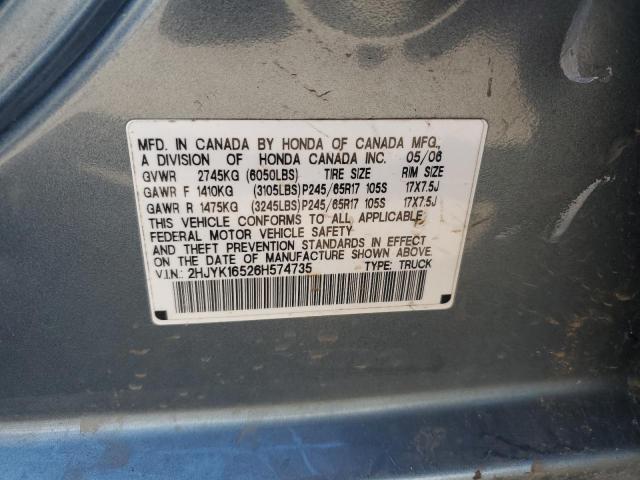 MFD. IN CANADA BY HONDA OF CANADA MFG.,
A DIVISION OF HONDA CANADA INC. 05/06
GVWR 2745KG (6050LBS) TIRE SIZE RIM SIZE
GAWR F 1410KG (3105LBS) P245/65R17 105S 17X7.5J
GAWR R 1475KG (3245LBS) P245/65R17 105S 17X7.5J
THIS VEHICLE CONFORMS TO ALL APPLICABLE
FEDERAL MOTOR VEHICLE SAFETY
AND THEFT PREVENTION STANDARDS IN EFFECT
ON THE DATE OF MANUFACTURE SHOWN ABOVE.
V.I.N.: 2HJYK16526H574735 TYPE: TRUCK